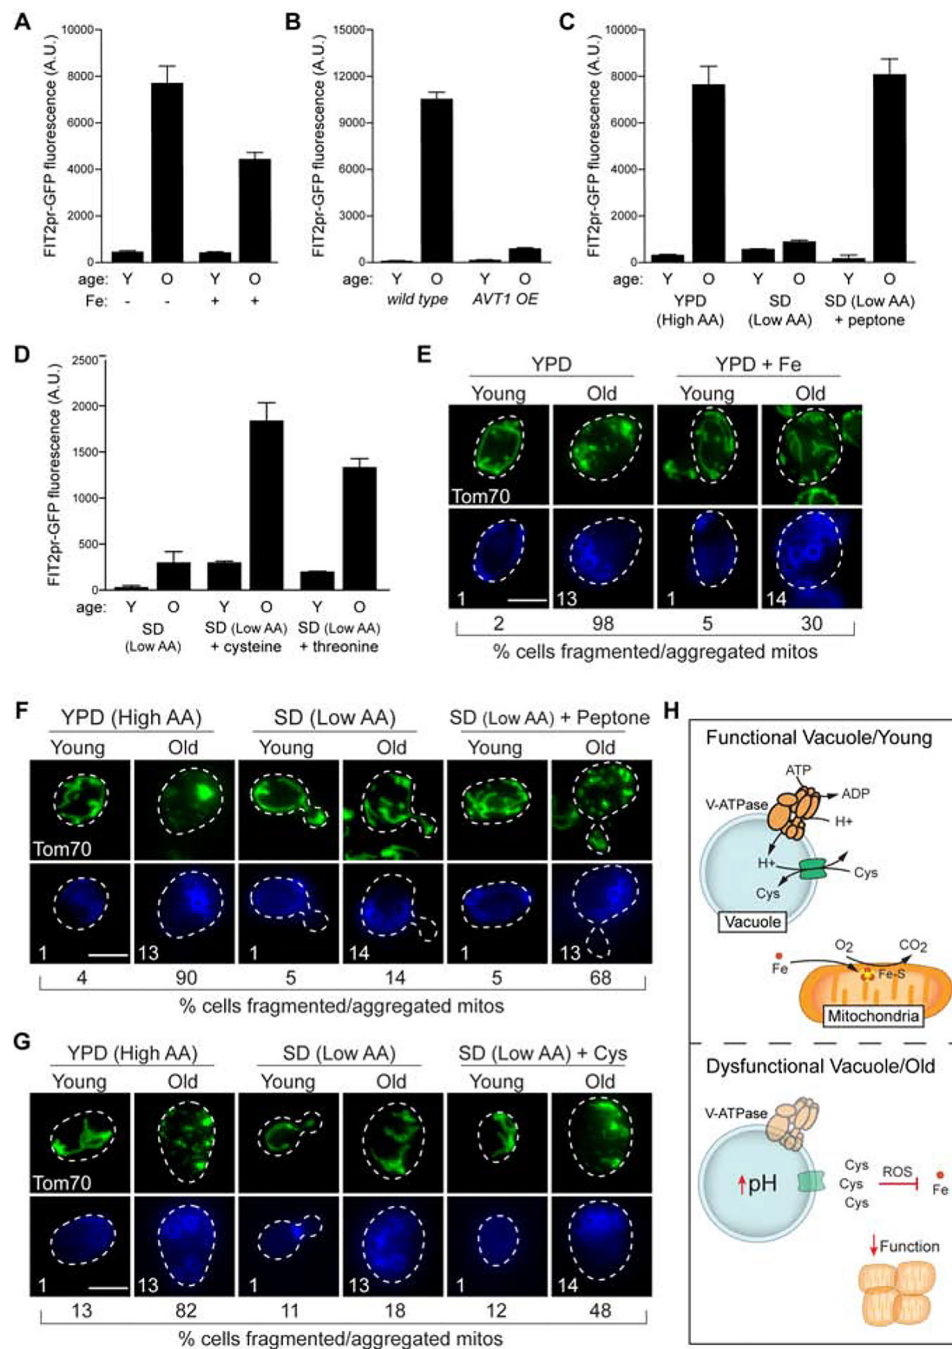 A
FIT2pr-GFP fluorescence (A.U.)
10000
8000
6000
4000
2000
0
age: Y O Y O
Fe: - - + +
B
FIT2pr-GFP fluorescence (A.U.)
15000
12000
9000
6000
3000
0
age: Y O Y O
wild type AVT1 OE
C
FIT2pr-GFP fluorescence (A.U.)
10000
8000
6000
4000
2000
0
age: Y O Y O Y O
YPD SD SD (Low AA)
(High AA) (Low AA) + peptone
D
FIT2pr-GFP fluorescence (A.U.)
2500
2000
1500
1000
500
0
age: Y O Y O Y O
SD SD (Low AA) SD (Low AA)
(Low AA) + cysteine + threonine
E
YPD YPD + Fe
Young Old Young Old
Tom70
1 13 1 14
2 98 5 30
% cells fragmented/aggregated mitos
F
YPD (High AA) SD (Low AA) SD (Low AA) + Peptone
Young Old Young Old Young Old
Tom70
1 13 1 14 1 13
4 90 5 14 5 68
% cells fragmented/aggregated mitos
G
YPD (High AA) SD (Low AA) SD (Low AA) + Cys
Young Old Young Old Young Old
Tom70
1 13 1 13 1 14
13 82 11 18 12 48
% cells fragmented/aggregated mitos
H
Functional Vacuole/Young
ATP
ADP
V-ATPase
H+
H+
Cys
Cys
Vacuole
O2 CO2
Fe
Fe-S
Mitochondria
Dysfunctional Vacuole/Old
V-ATPase
pH
Cys
Cys
Cys
ROS
Fe
Function